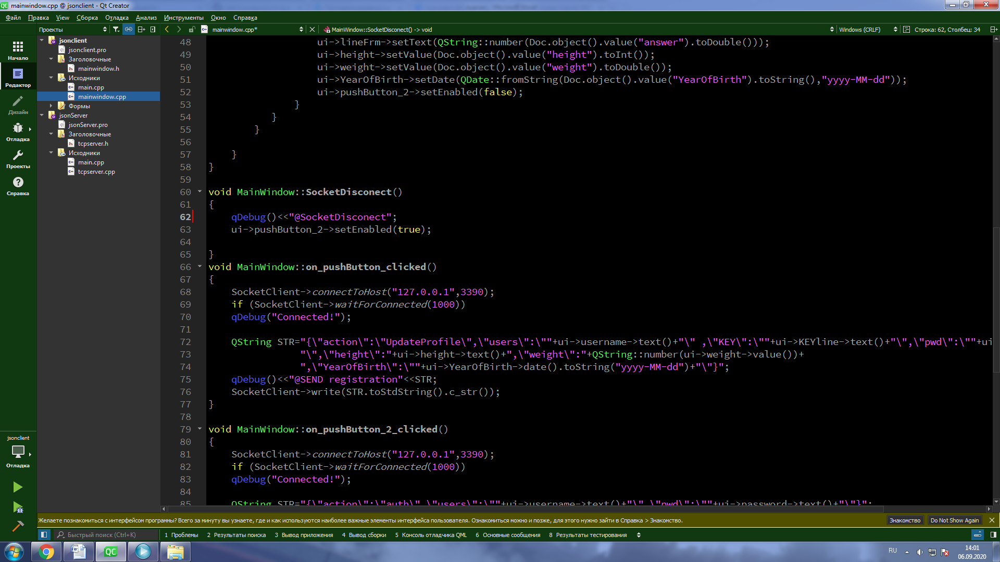 mainwindow.cpp @ jsonclient - Qt Creator
Файл Правка View Сборка Отладка Анализ Инструменты Окно Справка
Проекты mainwindow.cpp* MainWindow::SocketDisconect() -> void Windows (CRLF) Строка: 62, Столбец: 34
Начало
Редактор
Дизайн
Отладка
Проекты
Справка
jsonclient
Отладка
jsonclient
jsonclient.pro
Заголовочные
mainwindow.h
Исходники
main.cpp
mainwindow.cpp
Формы
jsonServer
jsonServer.pro
Заголовочные
tcpserver.h
Исходники
main.cpp
tcpserver.cpp
48 ui->lineFrm->setText(QString::number(Doc.object().value("answer").toDouble()));
49 ui->height->setValue(Doc.object().value("height").toInt());
50 ui->weight->setValue(Doc.object().value("weight").toDouble());
51 ui->YearOfBirth->setDate(QDate::fromString(Doc.object().value("YearOfBirth").toString(),"yyyy-MM-dd"));
52 ui->pushButton_2->setEnabled(false);
53 }
54 }
55 }
56
57 }
58 }
59
60 void MainWindow::SocketDisconect()
61 {
62 qDebug()<<"@SocketDisconect";
63 ui->pushButton_2->setEnabled(true);
64
65 }
66 void MainWindow::on_pushButton_clicked()
67 {
68 SocketClient->connectToHost("127.0.0.1",3390);
69 if (SocketClient->waitForConnected(1000))
70 qDebug("Connected!");
71
72 QString STR="{\"action\":\"UpdateProfile\",\"users\":\""+ui->username->text()+"\" ,\"KEY\":\""+ui->KEYline->text()+"\",\"pwd\":\""+ui
73 "\",\"height\":"+ui->height->text()+",\"weight\":"+QString::number(ui->weight->value())+
74 ",\"YearOfBirth\":\""+ui->YearOfBirth->date().toString("yyyy-MM-dd")+"\"}";
75 qDebug()<<"@SEND registration"<<STR;
76 SocketClient->write(STR.toStdString().c_str());
77 }
78
79 void MainWindow::on_pushButton_2_clicked()
80 {
81 SocketClient->connectToHost("127.0.0.1",3390);
82 if (SocketClient->waitForConnected(1000))
83 qDebug("Connected!");
84
85 QString STR="{\"action\":\"auth\",\"users\":\""+ui->username->text()+"\",\"pwd\":\""+ui->password->text()+"\"}";
Желаете познакомиться с интерфейсом программы? Всего за минуту вы узнаете, где и как используются наиболее важные элементы интерфейса пользователя. Ознакомиться можно и позже, для этого нужно зайти в Справка > Знакомство. Знакомство Do Not Show Again
Быстрый поиск (Ctrl+K) 1 Проблемы 2 Результаты поиска 3 Вывод приложения 4 Вывод сборки 5 Консоль отладчика QML 6 Основные сообщения 8 Результаты тестирования
RU 14:01
06.09.2020